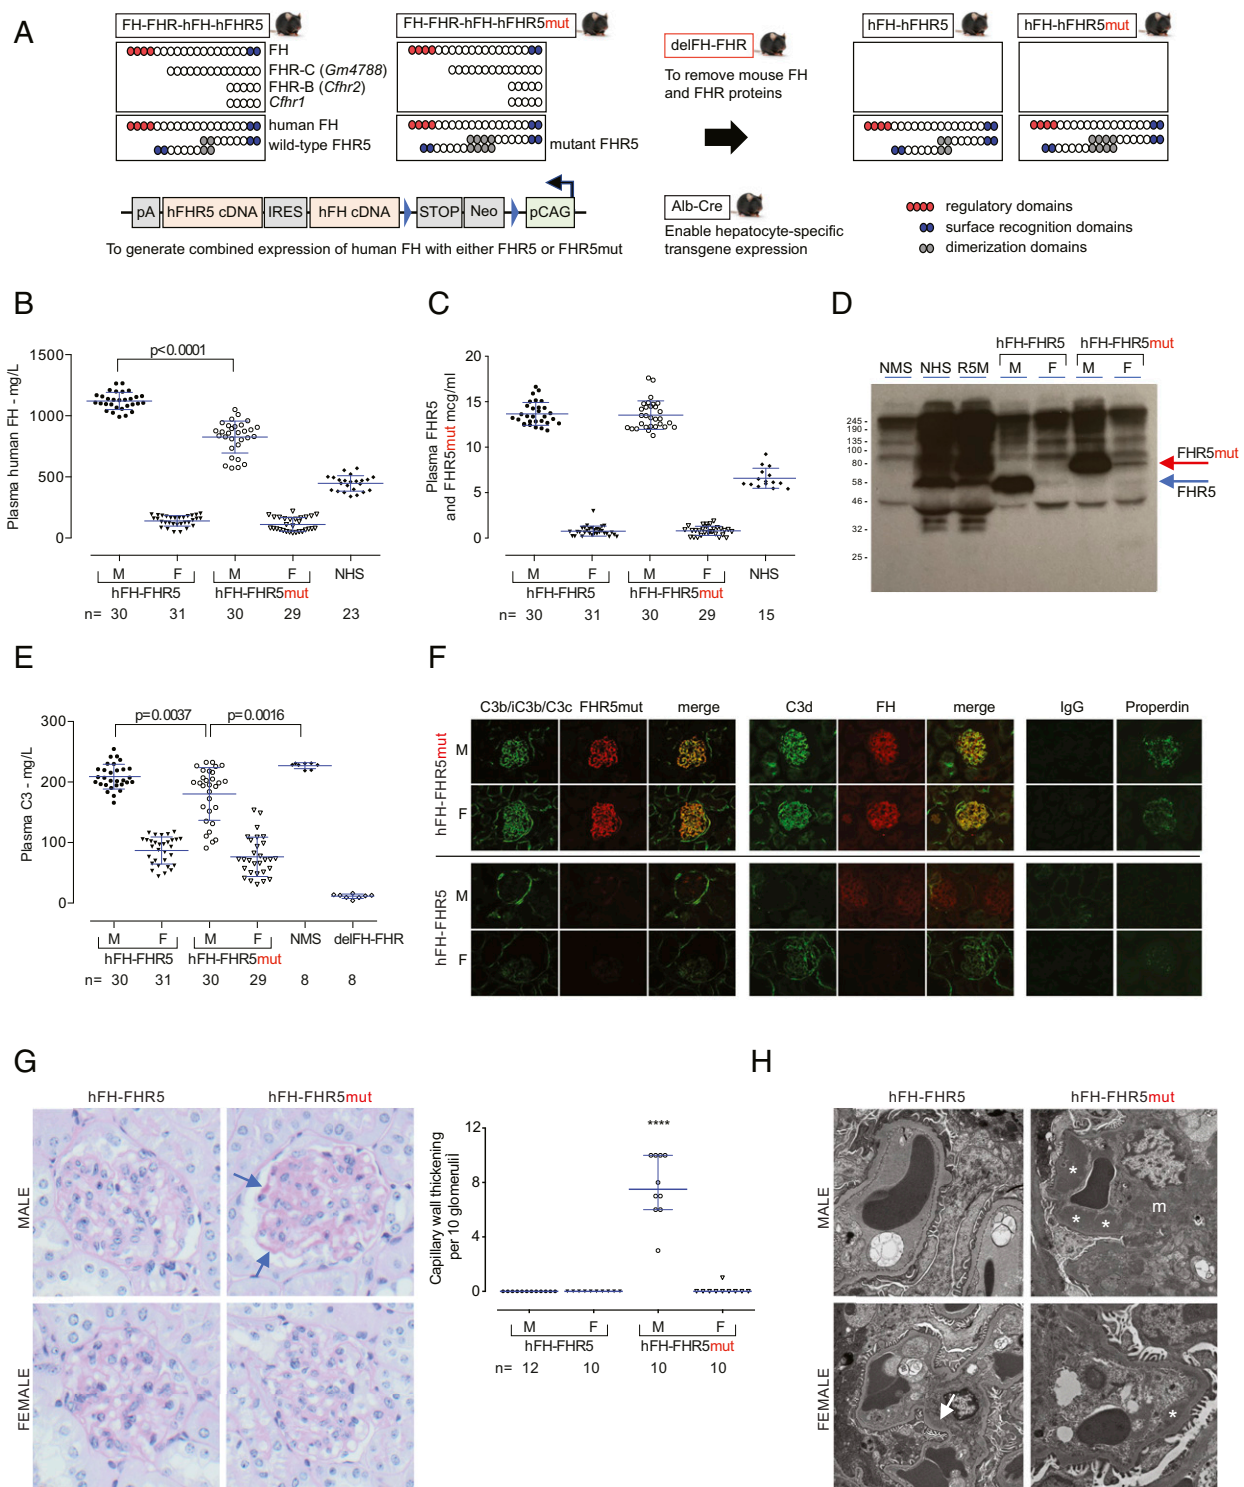 A
FH-FHR-hFH-hFHR5
FH-FHR-hFH-hFHR5mut
delFH-FHR
hFH-hFHR5
hFH-hFHR5mut
FH
FHR-C (Gm4788)
FHR-B (Cfhr2)
Cfhr1
human FH
wild-type FHR5
mutant FHR5
To remove mouse FH
and FHR proteins
pA
hFHR5 cDNA
IRES
hFH cDNA
STOP
Neo
pCAG
To generate combined expression of human FH with either FHR5 or FHR5mut
Alb-Cre
Enable hepatocyte-specific
transgene expression
regulatory domains
surface recognition domains
dimerization domains
B
Plasma human FH - mg/L
1500
1000
500
0
p<0.0001
M F M F NHS
hFH-FHR5 hFH-FHR5mut
n= 30 31 30 29 23
C
Plasma FHR5
and FHR5mut mcg/ml
20
15
10
5
0
M F M F NHS
hFH-FHR5 hFH-FHR5mut
n= 30 31 30 29 15
D
hFH-FHR5 hFH-FHR5mut
NMS NHS R5M M F M F
245 -
190 -
135 -
100 -
80 -
58 -
46 -
32 -
25 -
FHR5mut
FHR5
E
Plasma C3 - mg/L
300
200
100
0
p=0.0037 p=0.0016
M F M F NMS delFH-FHR
hFH-FHR5 hFH-FHR5mut
n= 30 31 30 29 8 8
F
C3b/iC3b/C3c FHR5mut merge C3d FH merge IgG Properdin
hFH-FHR5mut
M
F
hFH-FHR5
M
F
G
hFH-FHR5 hFH-FHR5mut
MALE
FEMALE
Capillary wall thickening
per 10 glomerulil
12
8
4
0
****
M F M F
hFH-FHR5 hFH-FHR5mut
n= 12 10 10 10
H
hFH-FHR5 hFH-FHR5mut
MALE
FEMALE
*
* *
m
*